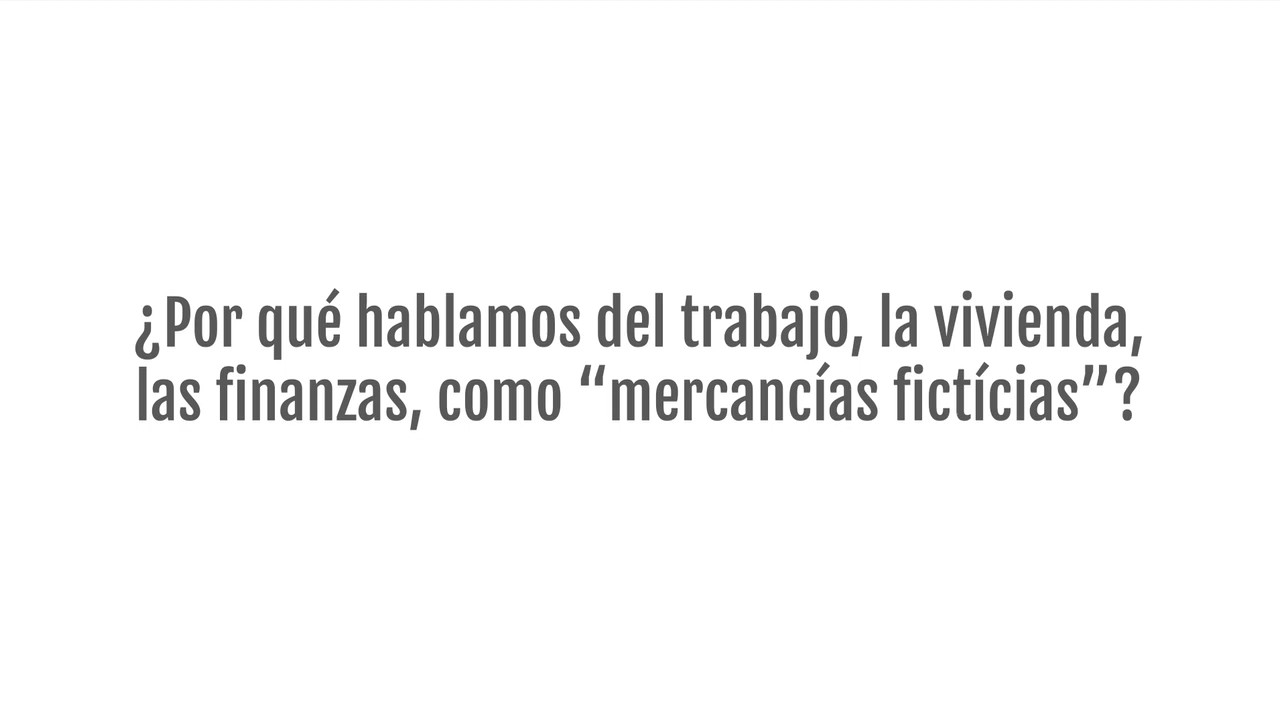 ¿Por qué hablamos del trabajo, la vivienda,
las finanzas, como “mercancías fictícias”?